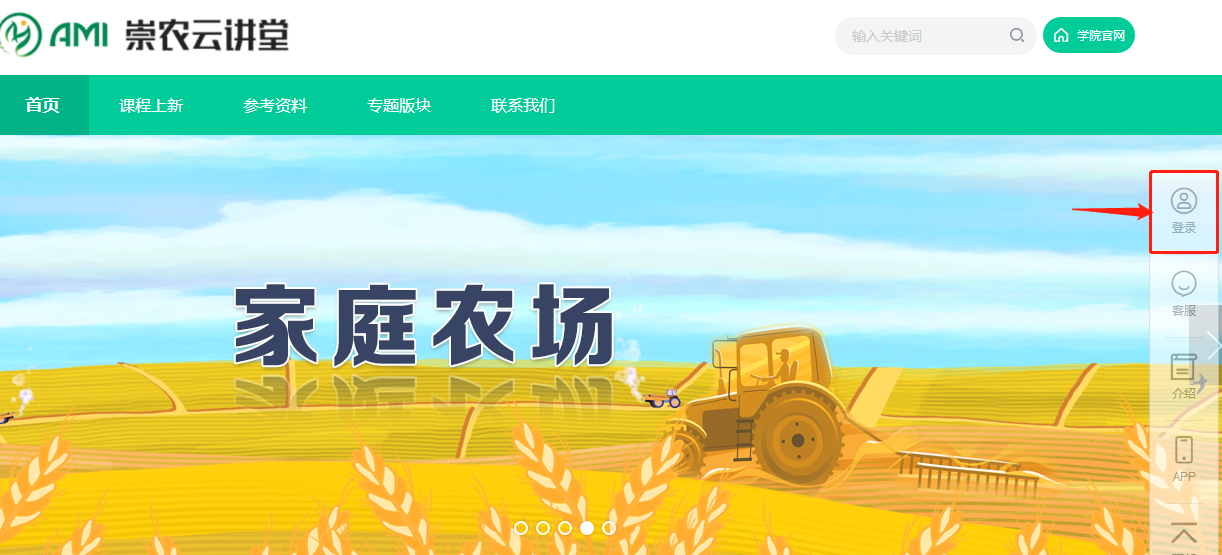 AMI 崇农云讲堂
输入关键词
学院官网
首页 课程上新 参考资料 专题版块 联系我们
登录
家庭农场
客服
介绍
APP